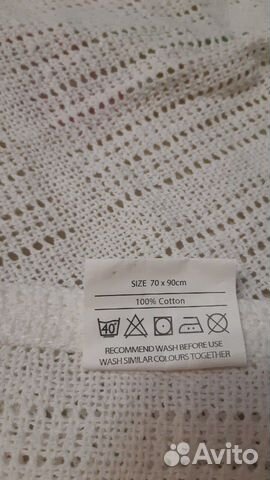 SIZE 70 x 90cm
100% Cotton
40
RECOMMEND WASH BEFORE USE
WASH SIMILAR COLOURS TOGETHER
Avito